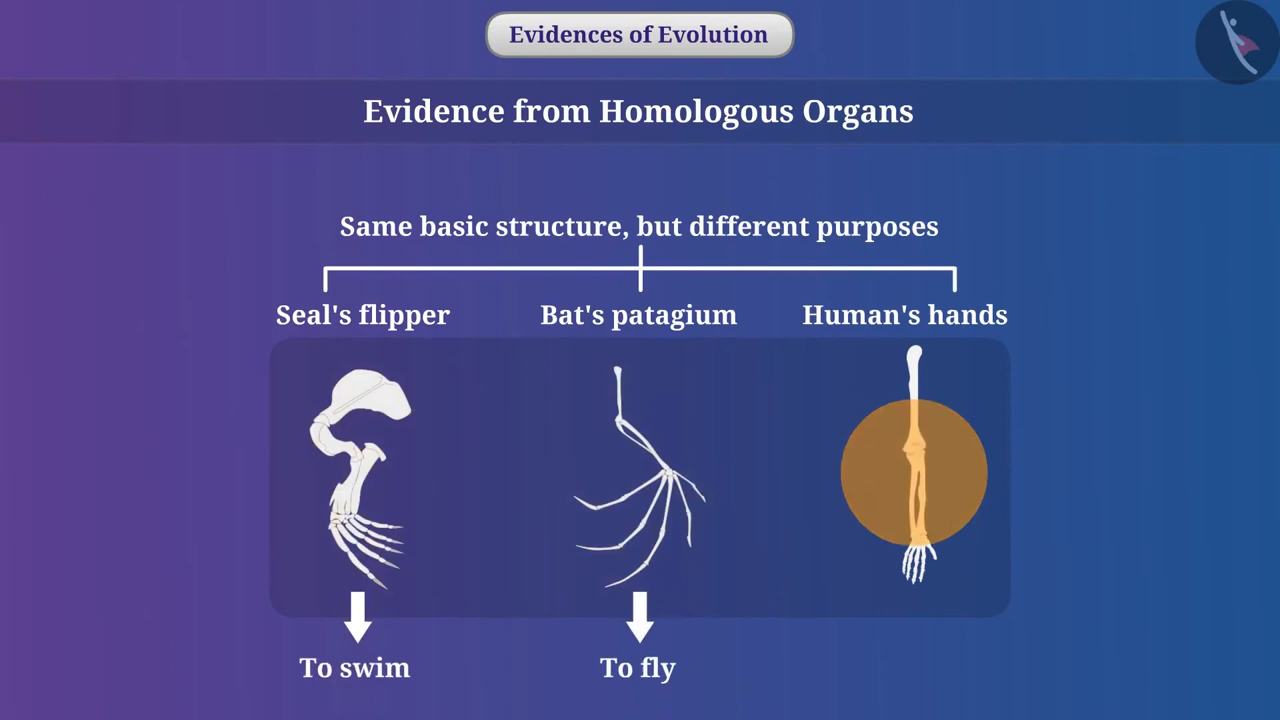 Evidences of Evolution
Evidence from Homologous Organs
Same basic structure, but different purposes
Seal's flipper
Bat's patagium
Human's hands
To swim
To fly